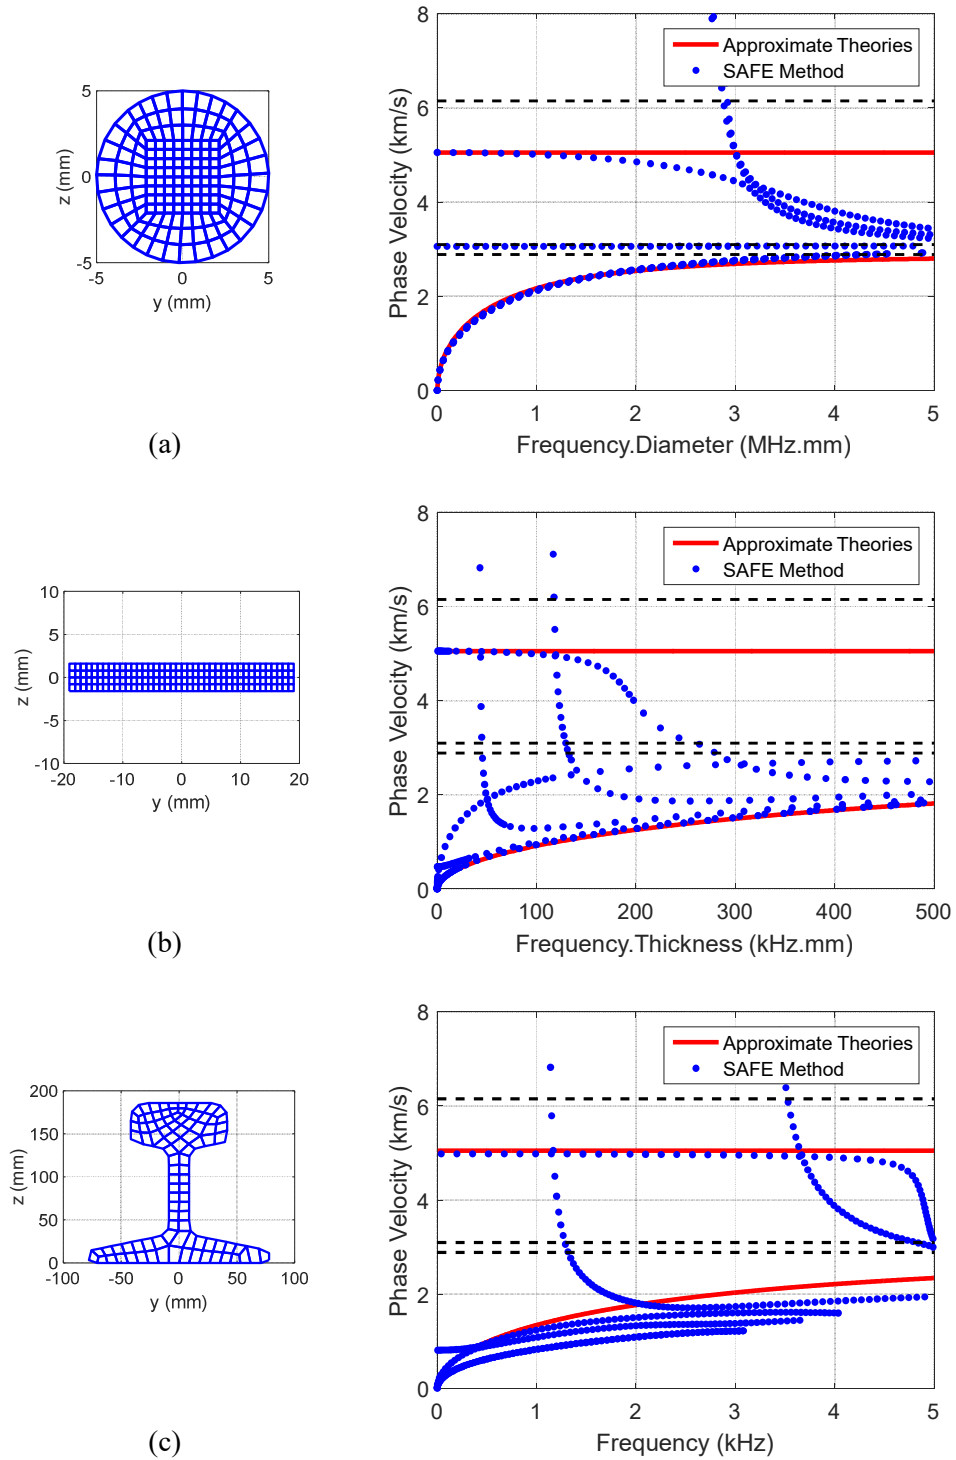 8
6
4
2
0
0 1 2 3 4 5
Phase Velocity (km/s)
Frequency.Diameter (MHz.mm)
Approximate Theories
SAFE Method
5
0
-5
-5 0 5
z (mm)
y (mm)
(a)
8
6
4
2
0
0 100 200 300 400 500
Phase Velocity (km/s)
Frequency.Thickness (kHz.mm)
Approximate Theories
SAFE Method
10
5
0
-5
-10
-20 -10 0 10 20
z (mm)
y (mm)
(b)
8
6
4
2
0
0 1 2 3 4 5
Phase Velocity (km/s)
Frequency (kHz)
Approximate Theories
SAFE Method
200
150
100
50
0
-100 -50 0 50 100
z (mm)
y (mm)
(c)